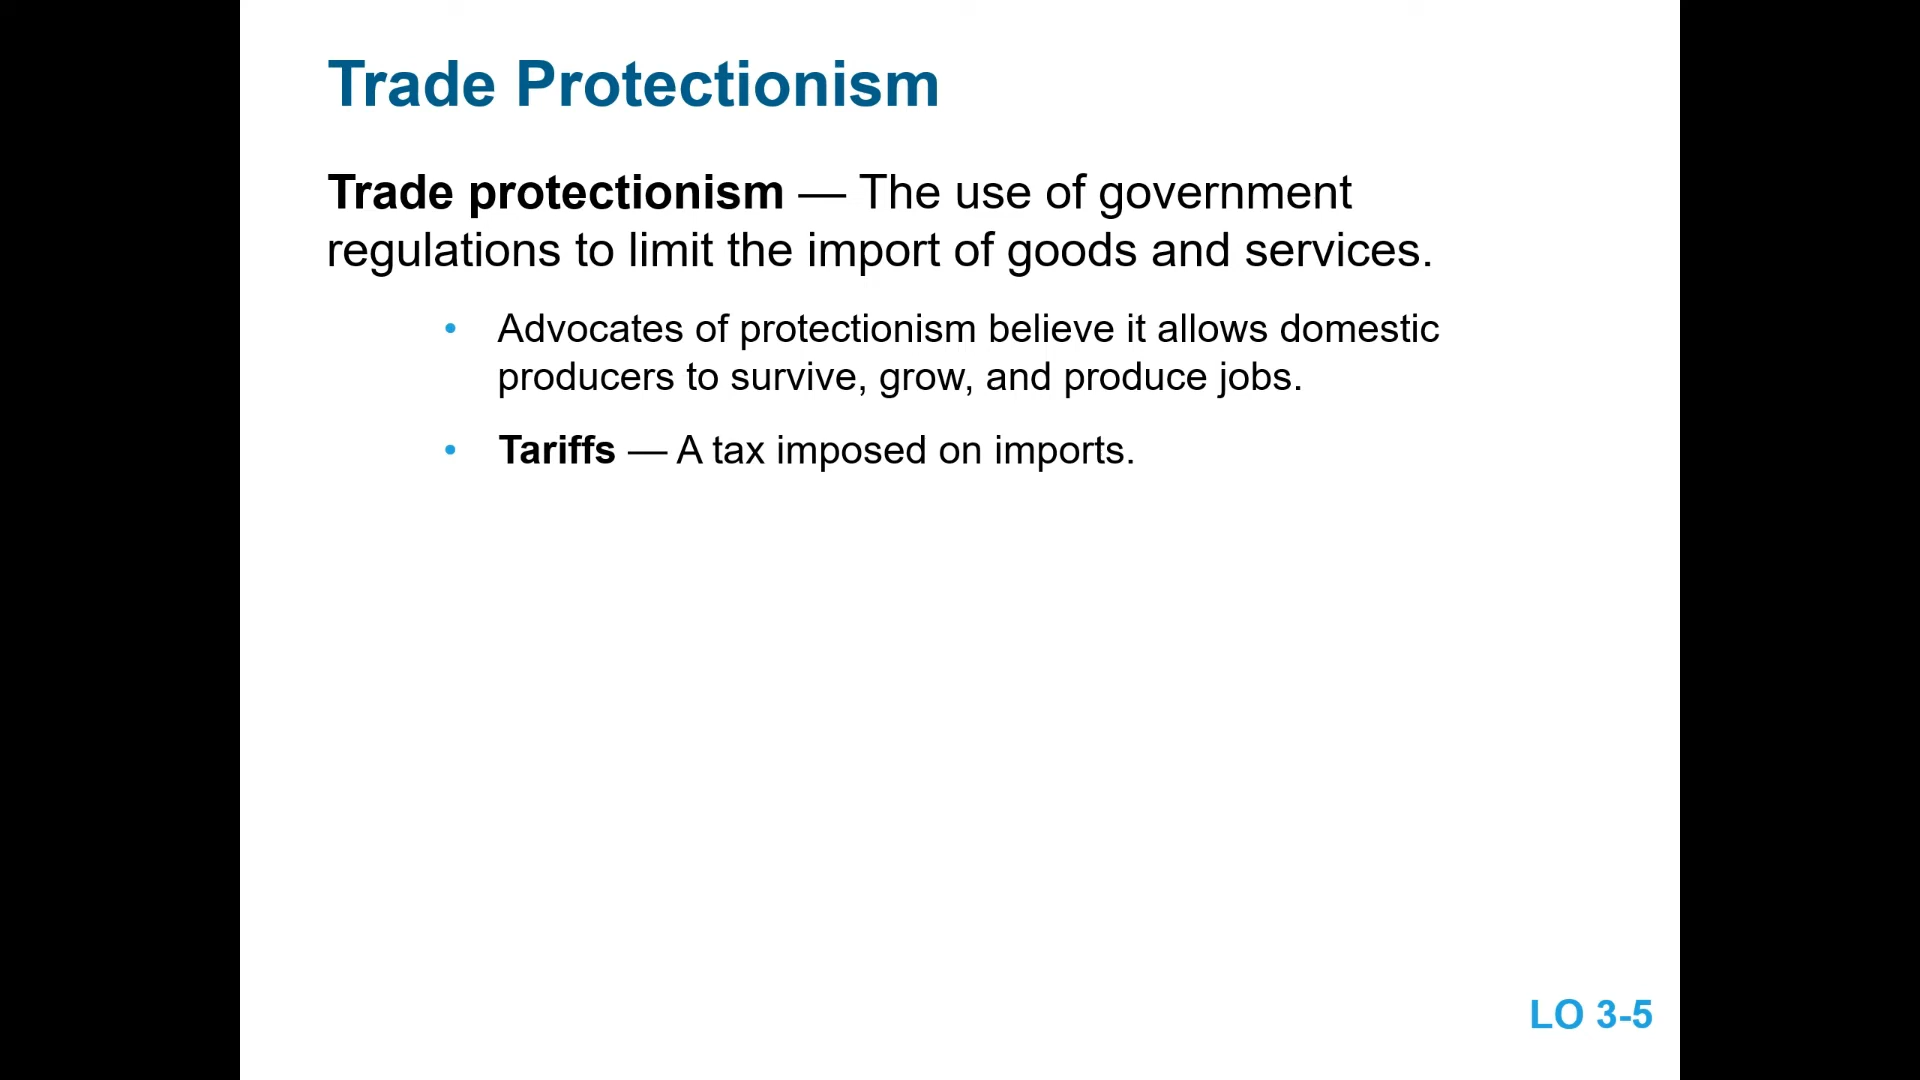 Trade Protectionism
Trade protectionism — The use of government
regulations to limit the import of goods and services.
• Advocates of protectionism believe it allows domestic
producers to survive, grow, and produce jobs.
• Tariffs — A tax imposed on imports.
LO 3-5